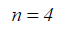 n = 4